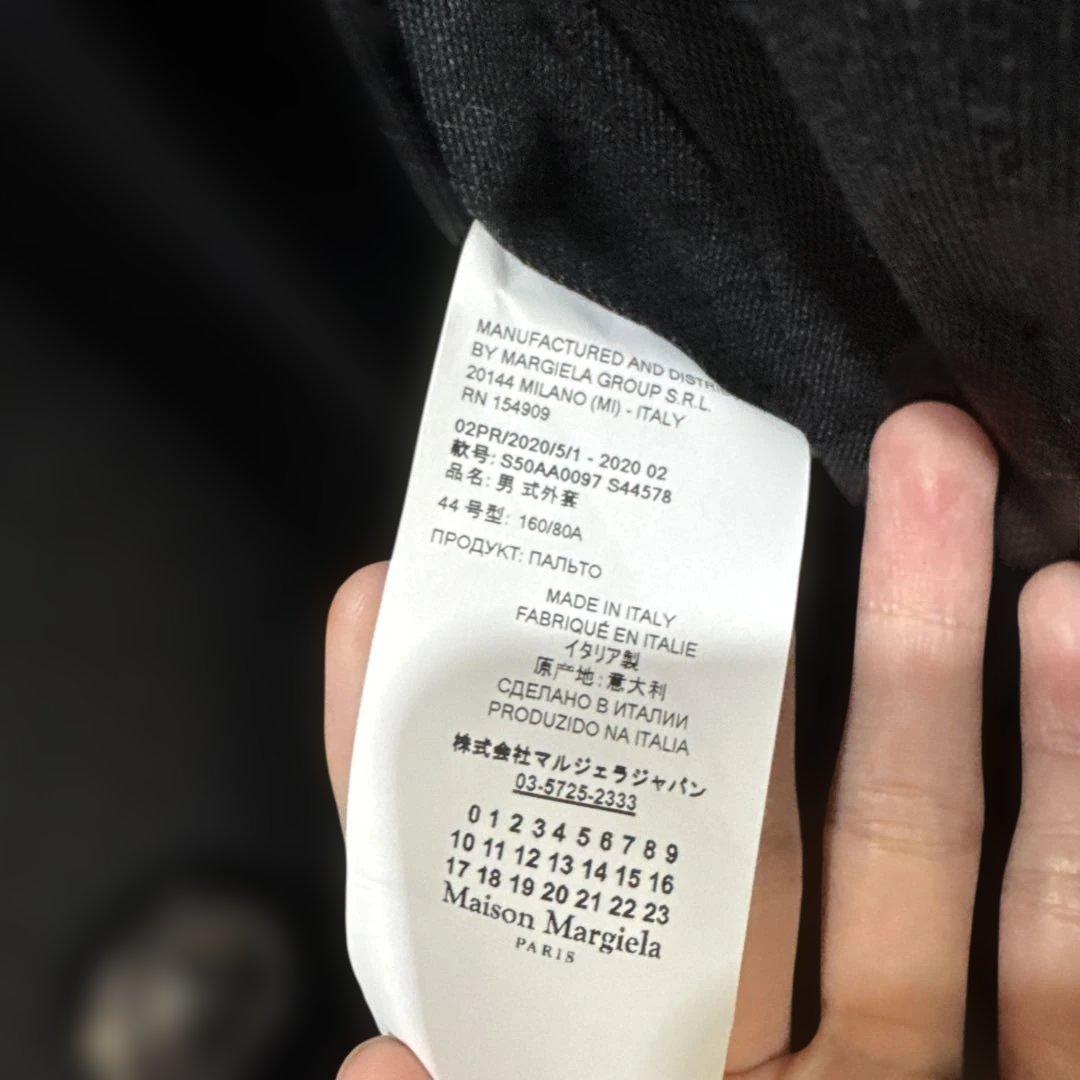 MANUFACTURED AND DISTRI
BY MARGIELA GROUP S.R.L.
20144 MILANO (MI) - ITALY
RN 154909
02PR/2020/5/1 - 2020 02
款号: S50AA0097 S44578
品名: 男 式外套
44 号型: 160/80A
ПРОДУКТ: ПАЛЬТО
MADE IN ITALY
FABRIQUÉ EN ITALIE
イタリア製
原产地: 意大利
СДЕЛАНО В ИТАЛИИ
PRODUZIDO NA ITALIA
株式会社マルジェラジャパン
03-5725-2333
0 1 2 3 4 5 6 7 8 9
10 11 12 13 14 15 16
17 18 19 20 21 22 23
Maison Margiela
PARIS